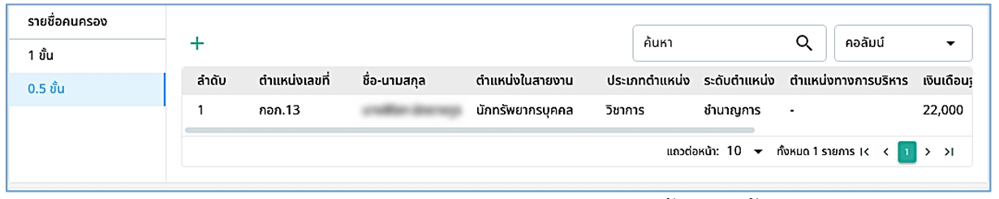 รายชื่อคนครอง
1 ขั้น
0.5 ขั้น
ค้นหา
คอลัมน์
ลำดับ ตำแหน่งเลขที่ ชื่อ-นามสกุล ตำแหน่งในสายงาน ประเภทตำแหน่ง ระดับตำแหน่ง ตำแหน่งทางการบริหาร เงินเดือนฐ
1 กอก.13 นักทรัพยากรบุคคล วิชาการ ชำนาญการ - 22,000
แถวต่อหน้า: 10 ทั้งหมด 1 รายการ 1